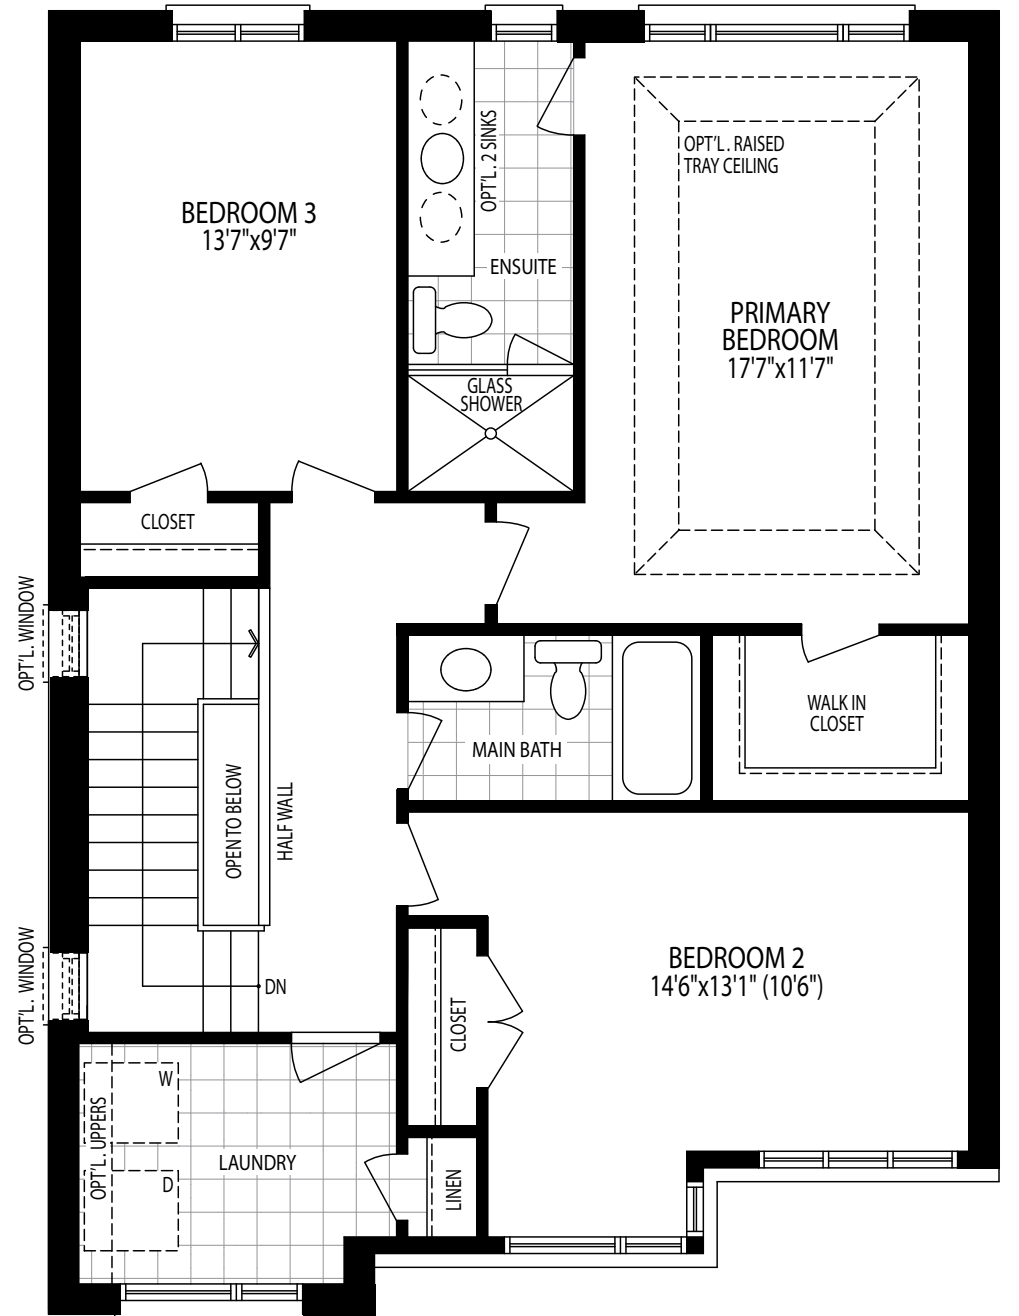 OPT'L. 2 SINKS
OPT'L. RAISED
TRAY CEILING
BEDROOM 3
13'7"x9'7"
ENSUITE
PRIMARY
BEDROOM
17'7"x11'7"
GLASS
SHOWER
CLOSET
OPT'L. WINDOW
WALK IN
CLOSET
MAIN BATH
OPEN TO BELOW
HALF WALL
BEDROOM 2
14'6"x13'1" (10'6")
OPT'L. WINDOW
DN
CLOSET
W
OPT'L. UPPERS
LAUNDRY
D
LINEN